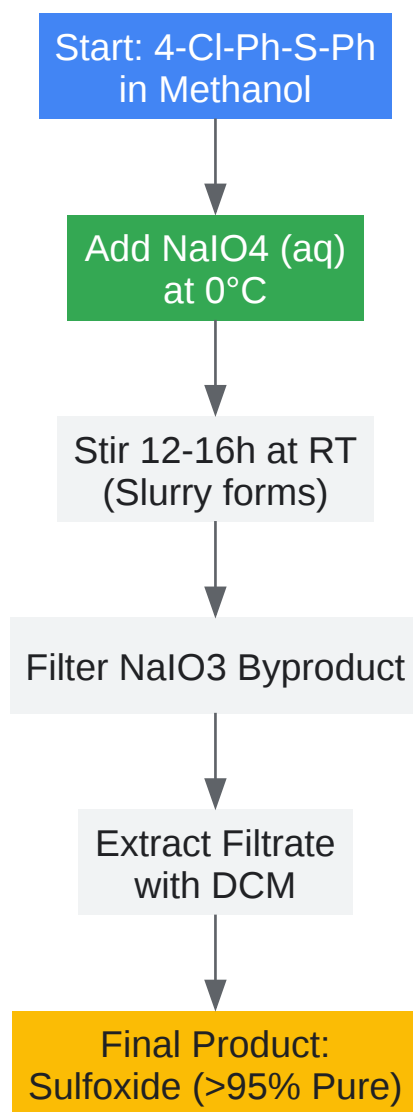 Start: 4-Cl-Ph-S-Ph
in Methanol
Add NaIO4 (aq)
at 0°C
Stir 12-16h at RT
(Slurry forms)
Filter NaIO3 Byproduct
Extract Filtrate
with DCM
Final Product:
Sulfoxide (>95% Pure)